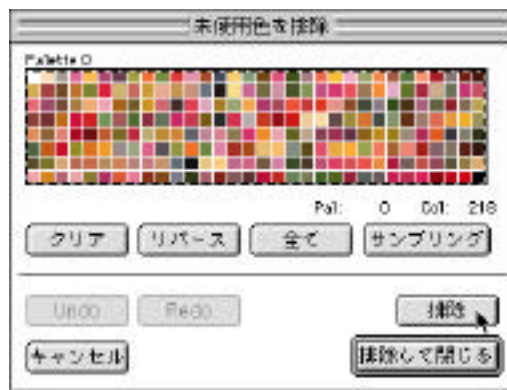 未使用色を排除
Palette 0
Pal: 0 Col: 218
クリア リバース 全て サンプリング
Undo Redo 排除
キャンセル 排除して閉じる